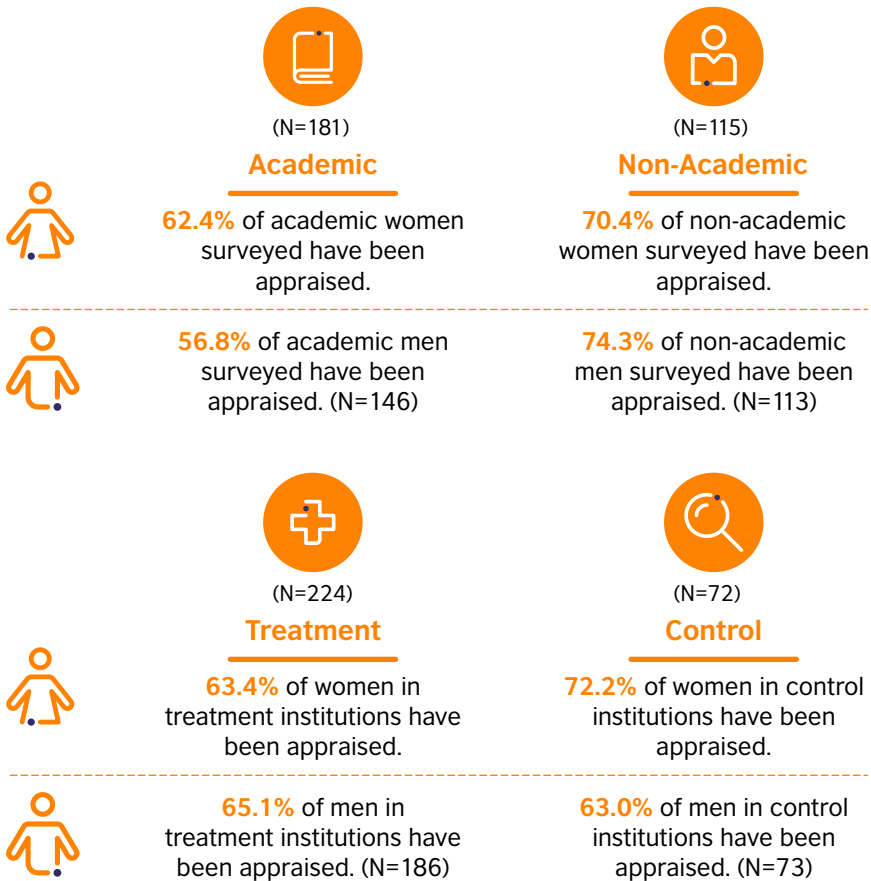 (N=181)
Academic
62.4% of academic women
surveyed have been
appraised.
(N=115)
Non-Academic
70.4% of non-academic
women surveyed have been
appraised.
56.8% of academic men
surveyed have been
appraised. (N=146)
74.3% of non-academic
men surveyed have been
appraised. (N=113)
(N=224)
Treatment
63.4% of women in
treatment institutions have
been appraised.
(N=72)
Control
72.2% of women in control
institutions have been
appraised.
65.1% of men in
treatment institutions have
been appraised. (N=186)
63.0% of men in control
institutions have been
appraised. (N=73)